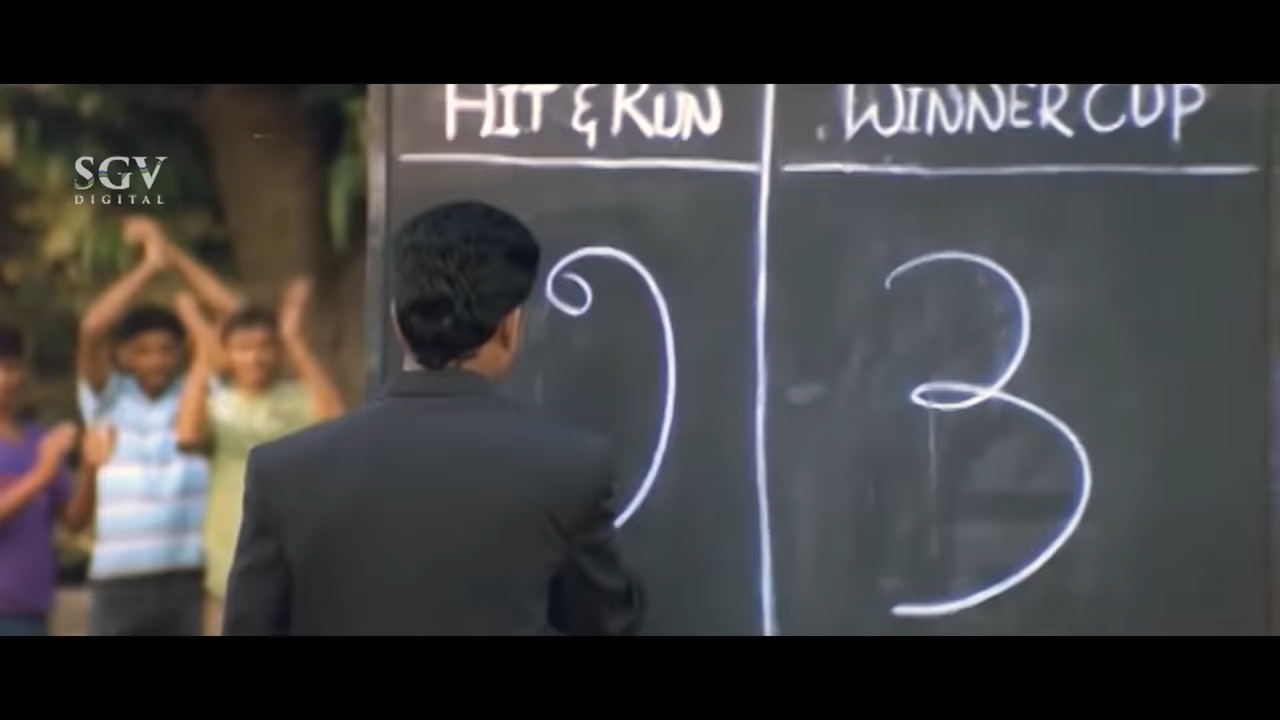 HIT & RUN
WINNER CUP
SGV
DIGITAL
3